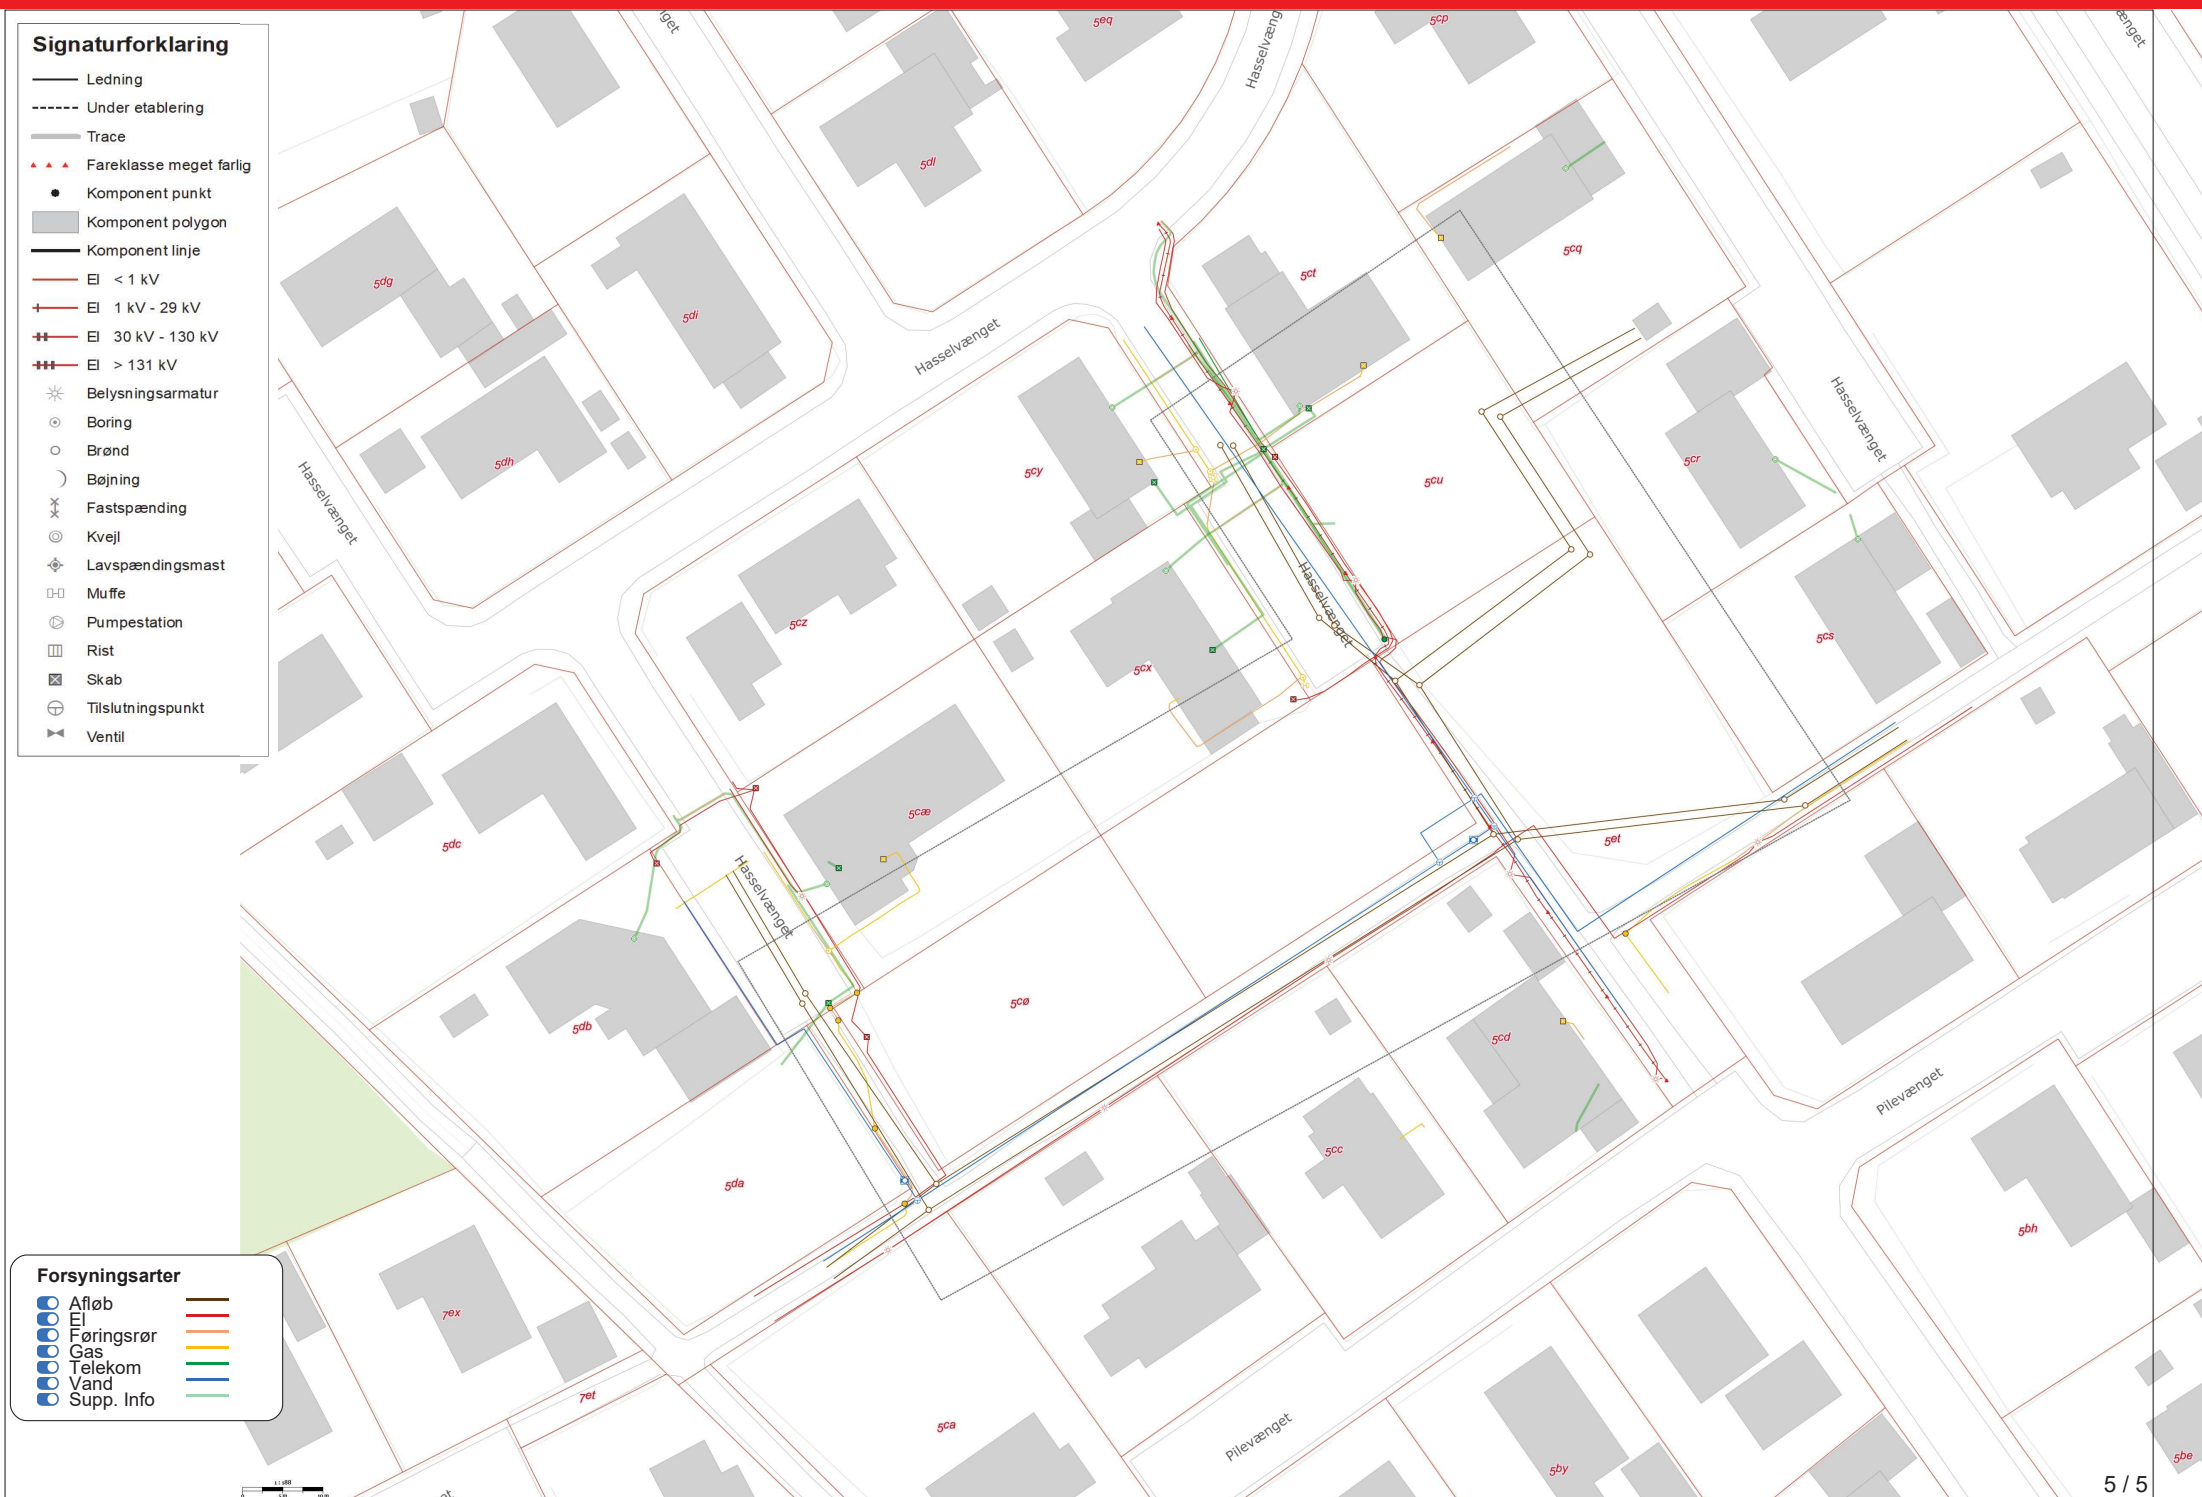 Signaturforklaring
Ledning
Under etablering
Trace
Fareklasse meget farlig
Komponent punkt
Komponent polygon
Komponent linje
El < 1 kV
El 1 kV - 29 kV
El 30 kV - 130 kV
El > 131 kV
Belysningsarmatur
Boring
Brønd
Bøjning
Fastspænding
Kvejl
Lavspændingsmast
Muffe
Pumpestation
Rist
Skab
Tilslutningspunkt
Ventil
5eq
5cp
Hasselvæng
ænget
get
5dl
5dg
5di
5ct
5cq
Hasselvænget
Hasselvænget
5dh
Hasselvænget
5cy
5cu
5cr
5cz
Hasselvænget
5cx
5cs
5dc
5cæ
5et
Hasselvænget
5db
5cø
5cd
Pilevænget
5da
5cc
5bh
Forsyningsarter
Afløb
El
Føringsrør
Gas
Telekom
Vand
Supp. Info
7ex
7et
5ca
Pilevænget
5by
5be
et
5 / 5